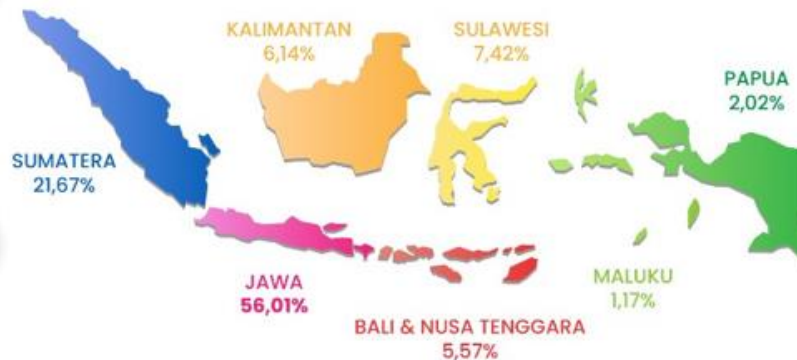 KALIMANTAN
6,14%
SULAWESI
7,42%
PAPUA
2,02%
SUMATERA
21,67%
JAWA
56,01%
MALUKU
1,17%
BALI & NUSA TENGGARA
5,57%